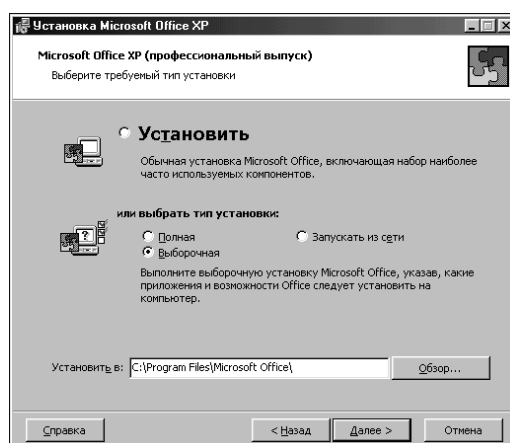 Установка Microsoft Office XP
Microsoft Office XP (профессиональный выпуск)
Выберите требуемый тип установки
Установить
Обычная установка Microsoft Office, включающая набор наиболее
часто используемых компонентов.
или выбрать тип установки:
Полная
Запускать из сети
Выборочная
Выполните выборочную установку Microsoft Office, указав, какие
приложения и возможности Office следует установить на
компьютер.
Установить в: C:\Program Files\Microsoft Office\
Обзор...
Справка
< Назад
Далее >
Отмена